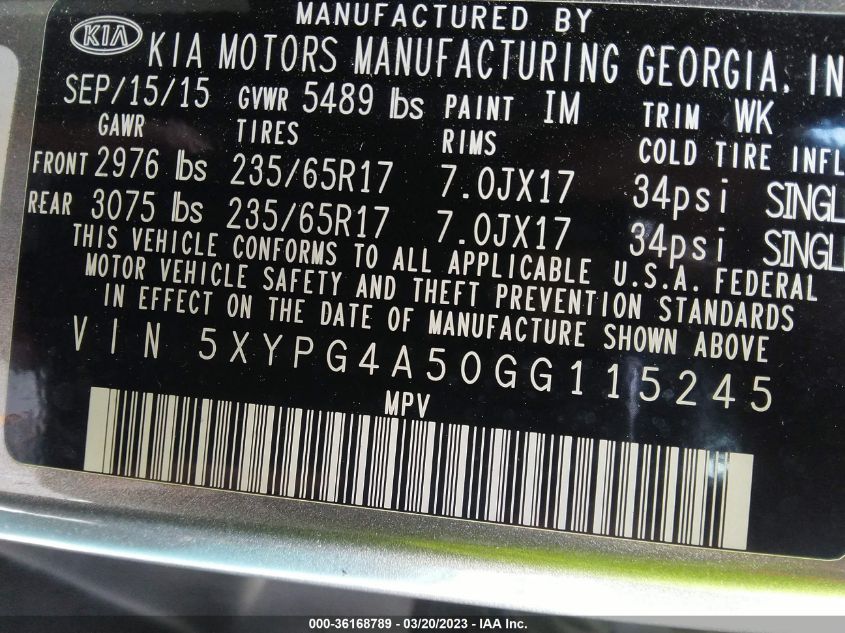 MANUFACTURED BY
KIA KIA MOTORS MANUFACTURING GEORGIA, IN
SEP/15/15 GVWR 5489 lbs PAINT IM TRIM WK
GAWR TIRES RIMS COLD TIRE INFL
FRONT 2976 lbs 235/65R17 7.0JX17 34psi SINGL
REAR 3075 lbs 235/65R17 7.0JX17 34psi SINGL
THIS VEHICLE CONFORMS TO ALL APPLICABLE U.S.A. FEDERAL
MOTOR VEHICLE SAFETY AND THEFT PREVENTION STANDARDS
IN EFFECT ON THE DATE OF MANUFACTURE SHOWN ABOVE
VIN 5XYPG4A50GG115245
MPV
000-36168789 — 03/20/2023 — IAA Inc.